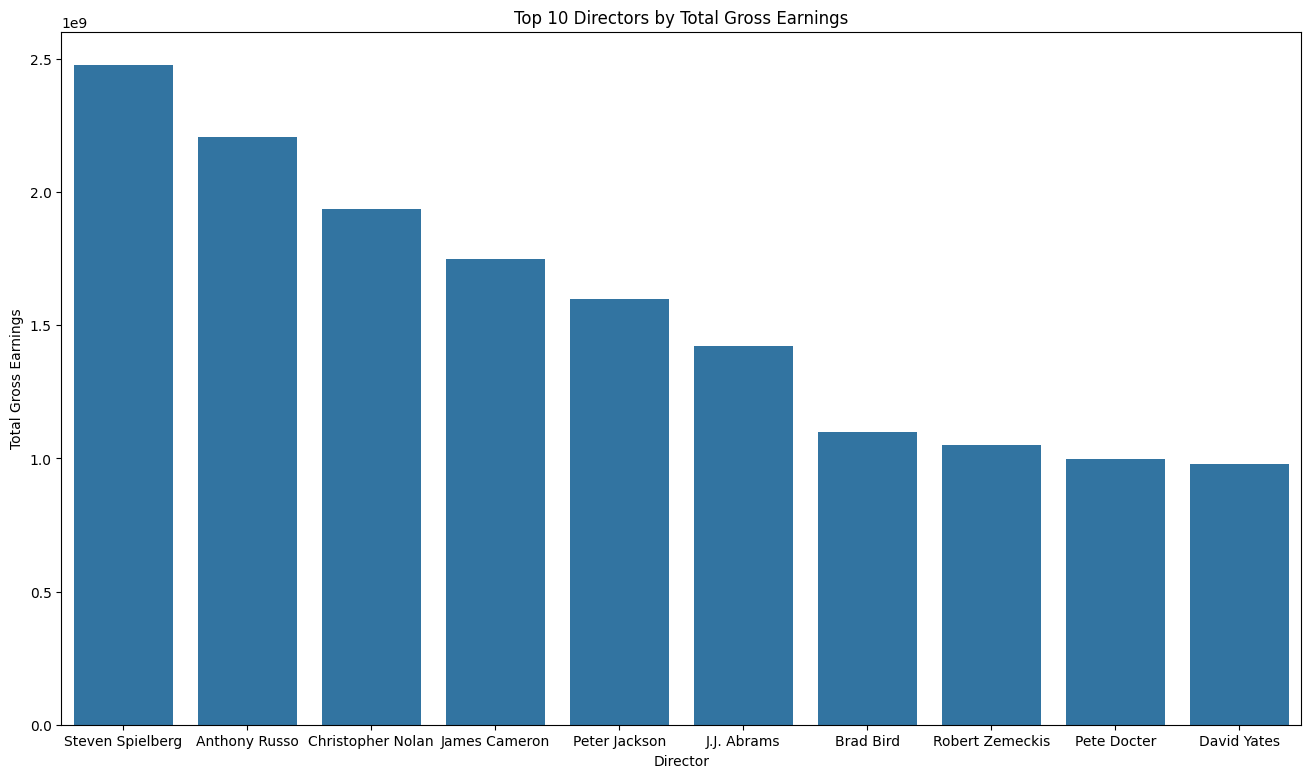 Top 10 Directors by Total Gross Earnings
1e9
2.5
2.0
1.5
1.0
0.5
0.0
Total Gross Earnings
Steven Spielberg Anthony Russo Christopher Nolan James Cameron Peter Jackson J.J. Abrams Brad Bird Robert Zemeckis Pete Docter David Yates
Director